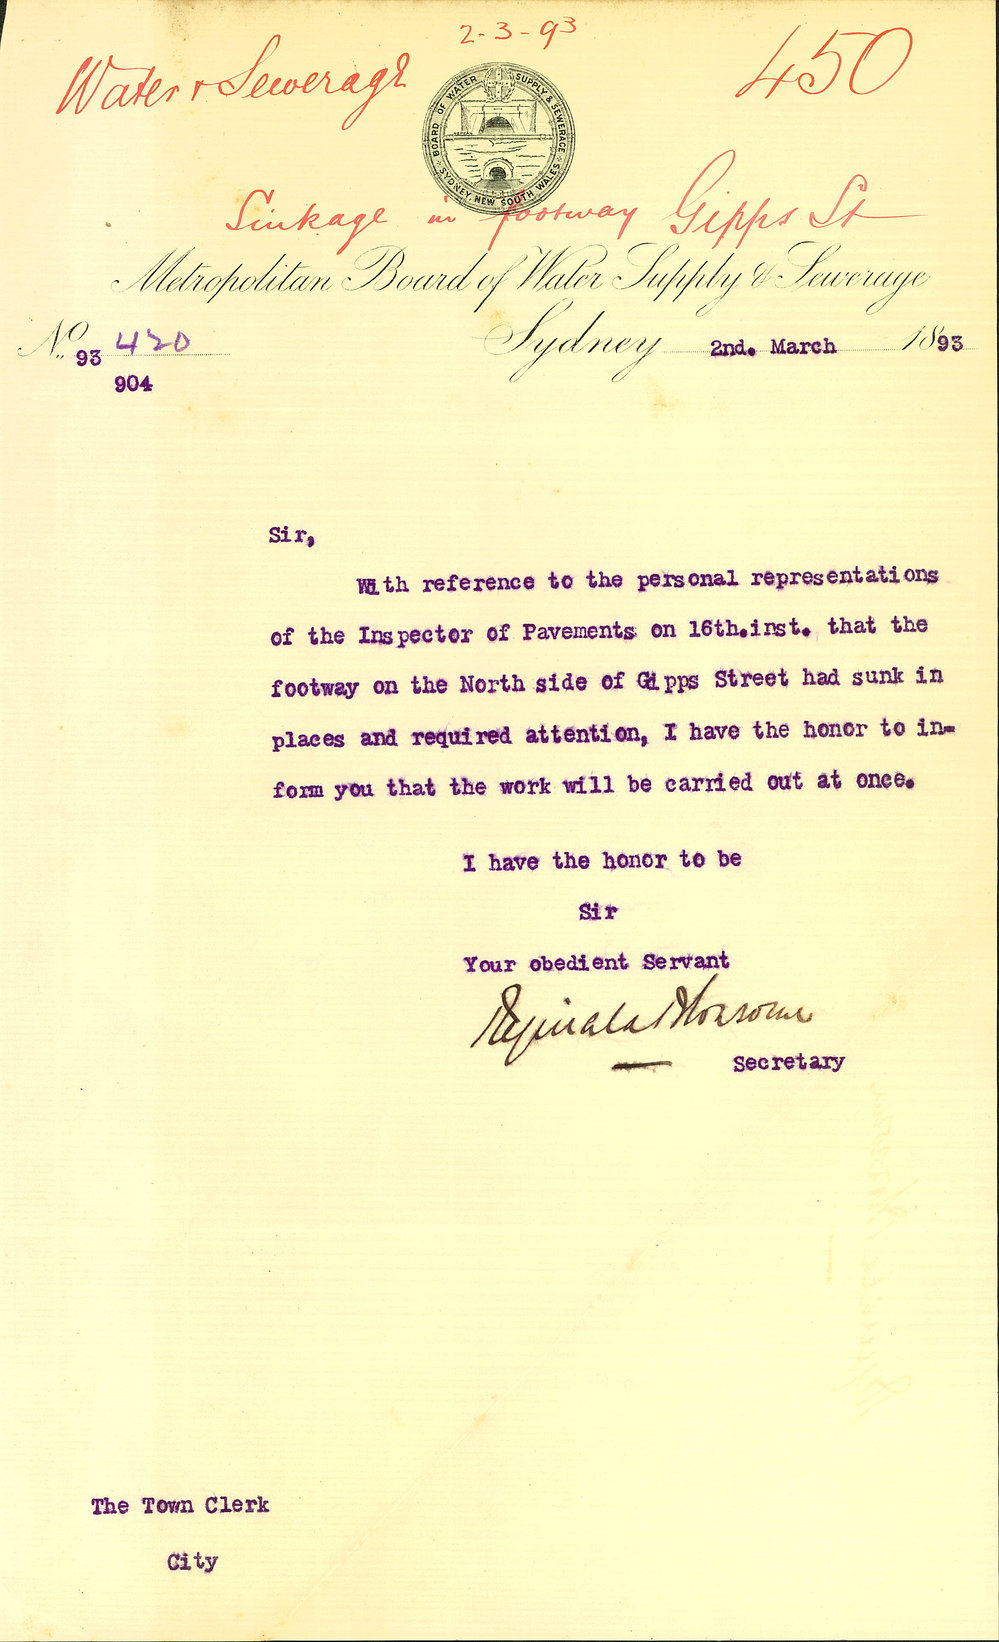 2-3-93
Water & Sewerage
450
BOARD OF WATER SUPPLY & SEWERAGE
SYDNEY, NEW SOUTH WALES
Sinkage in footway Gipps St
Metropolitan Board of Water Supply & Sewerage
No. 93 420
904
Sydney 2nd. March 1893
Sir,
With reference to the personal representations
of the Inspector of Pavements on 16th.inst. that the
footway on the North side of Gipps Street had sunk in
places and required attention, I have the honor to in-
form you that the work will be carried out at once.
I have the honor to be
Sir
Your obedient Servant
Reginald
Secretary
The Town Clerk
City